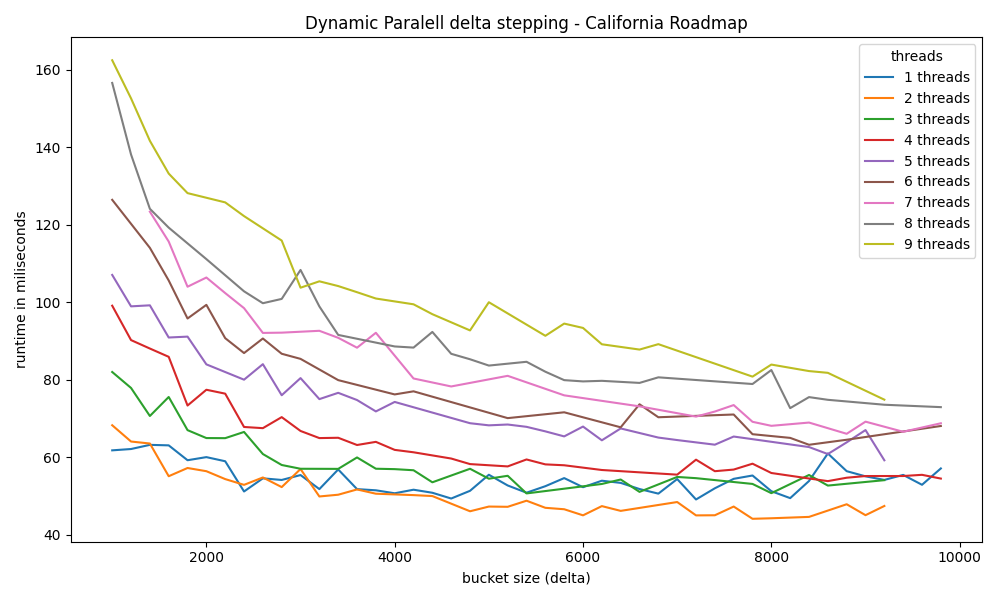 Dynamic Paralell delta stepping - California Roadmap
threads
1 threads
2 threads
3 threads
4 threads
5 threads
6 threads
7 threads
8 threads
9 threads
runtime in miliseconds
160
140
120
100
80
60
40
2000
4000
6000
8000
10000
bucket size (delta)